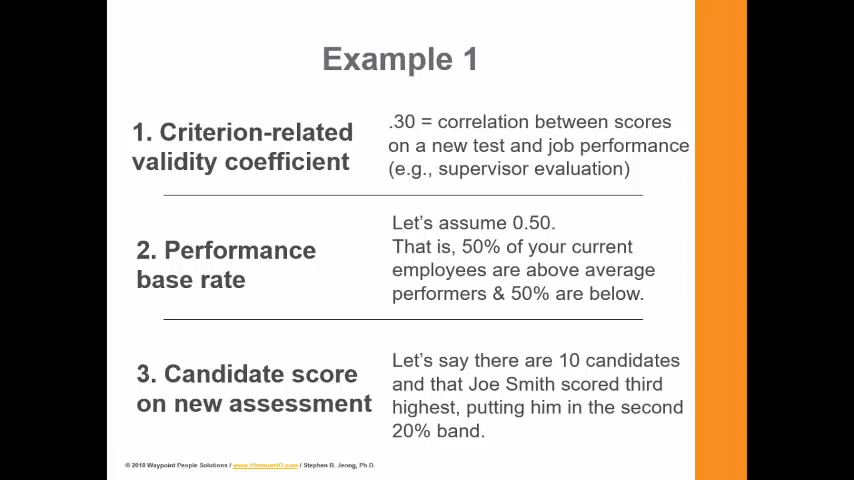 Example 1
1. Criterion-related
validity coefficient
.30 = correlation between scores
on a new test and job performance
(e.g., supervisor evaluation)
2. Performance
base rate
Let's assume 0.50.
That is, 50% of your current
employees are above average
performers & 50% are below.
3. Candidate score
on new assessment
Let's say there are 10 candidates
and that Joe Smith scored third
highest, putting him in the second
20% band.
© 2018 Waypoint People Solutions / / Stephen B. Jeong, Ph.D.